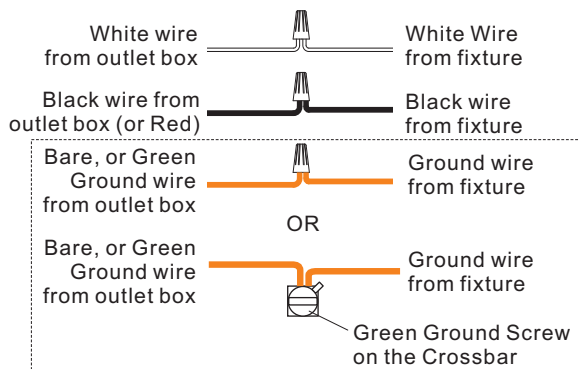 White wire
from outlet box
White Wire
from fixture
Black wire from
outlet box (or Red)
Black wire
from fixture
Bare, or Green
Ground wire
from outlet box
Ground wire
from fixture
OR
Bare, or Green
Ground wire
from outlet box
Ground wire
from fixture
Green Ground Screw
on the Crossbar